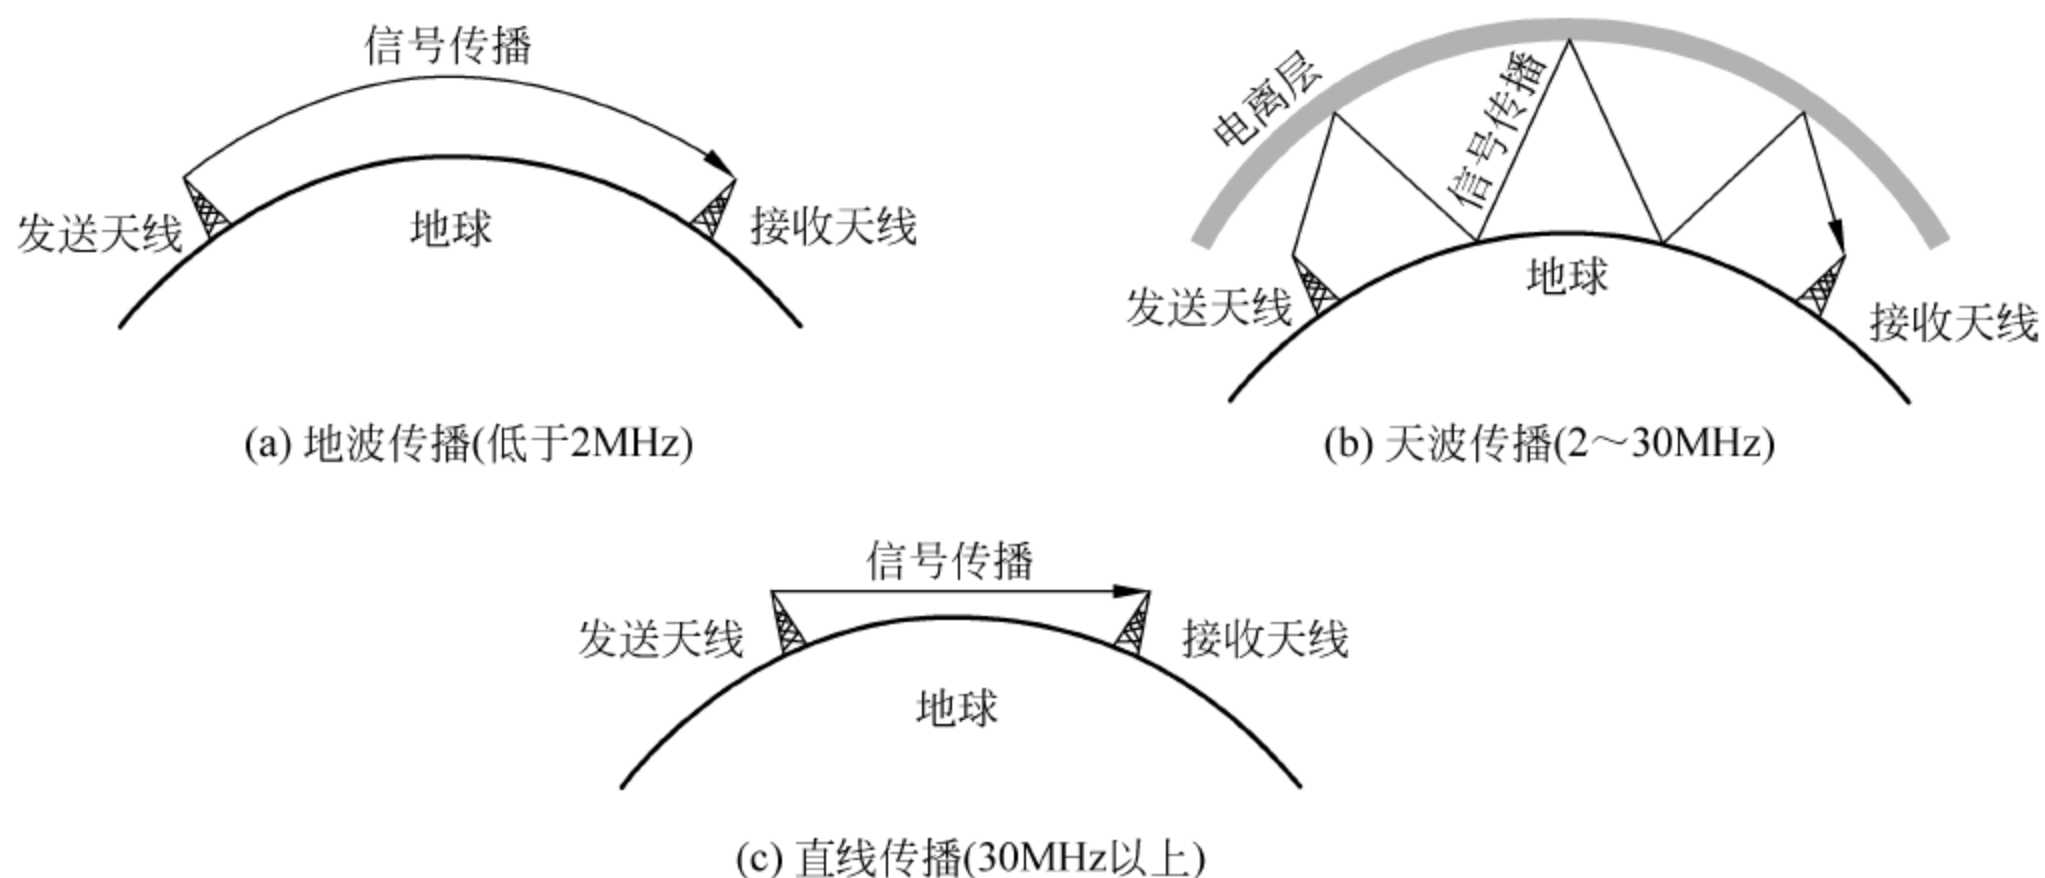 信号传播
发送天线
地球
接收天线
(a) 地波传播(低于2MHz)
电离层
信号传播
发送天线
地球
接收天线
(b) 天波传播(2～30MHz)
信号传播
发送天线
接收天线
地球
(c) 直线传播(30MHz以上)